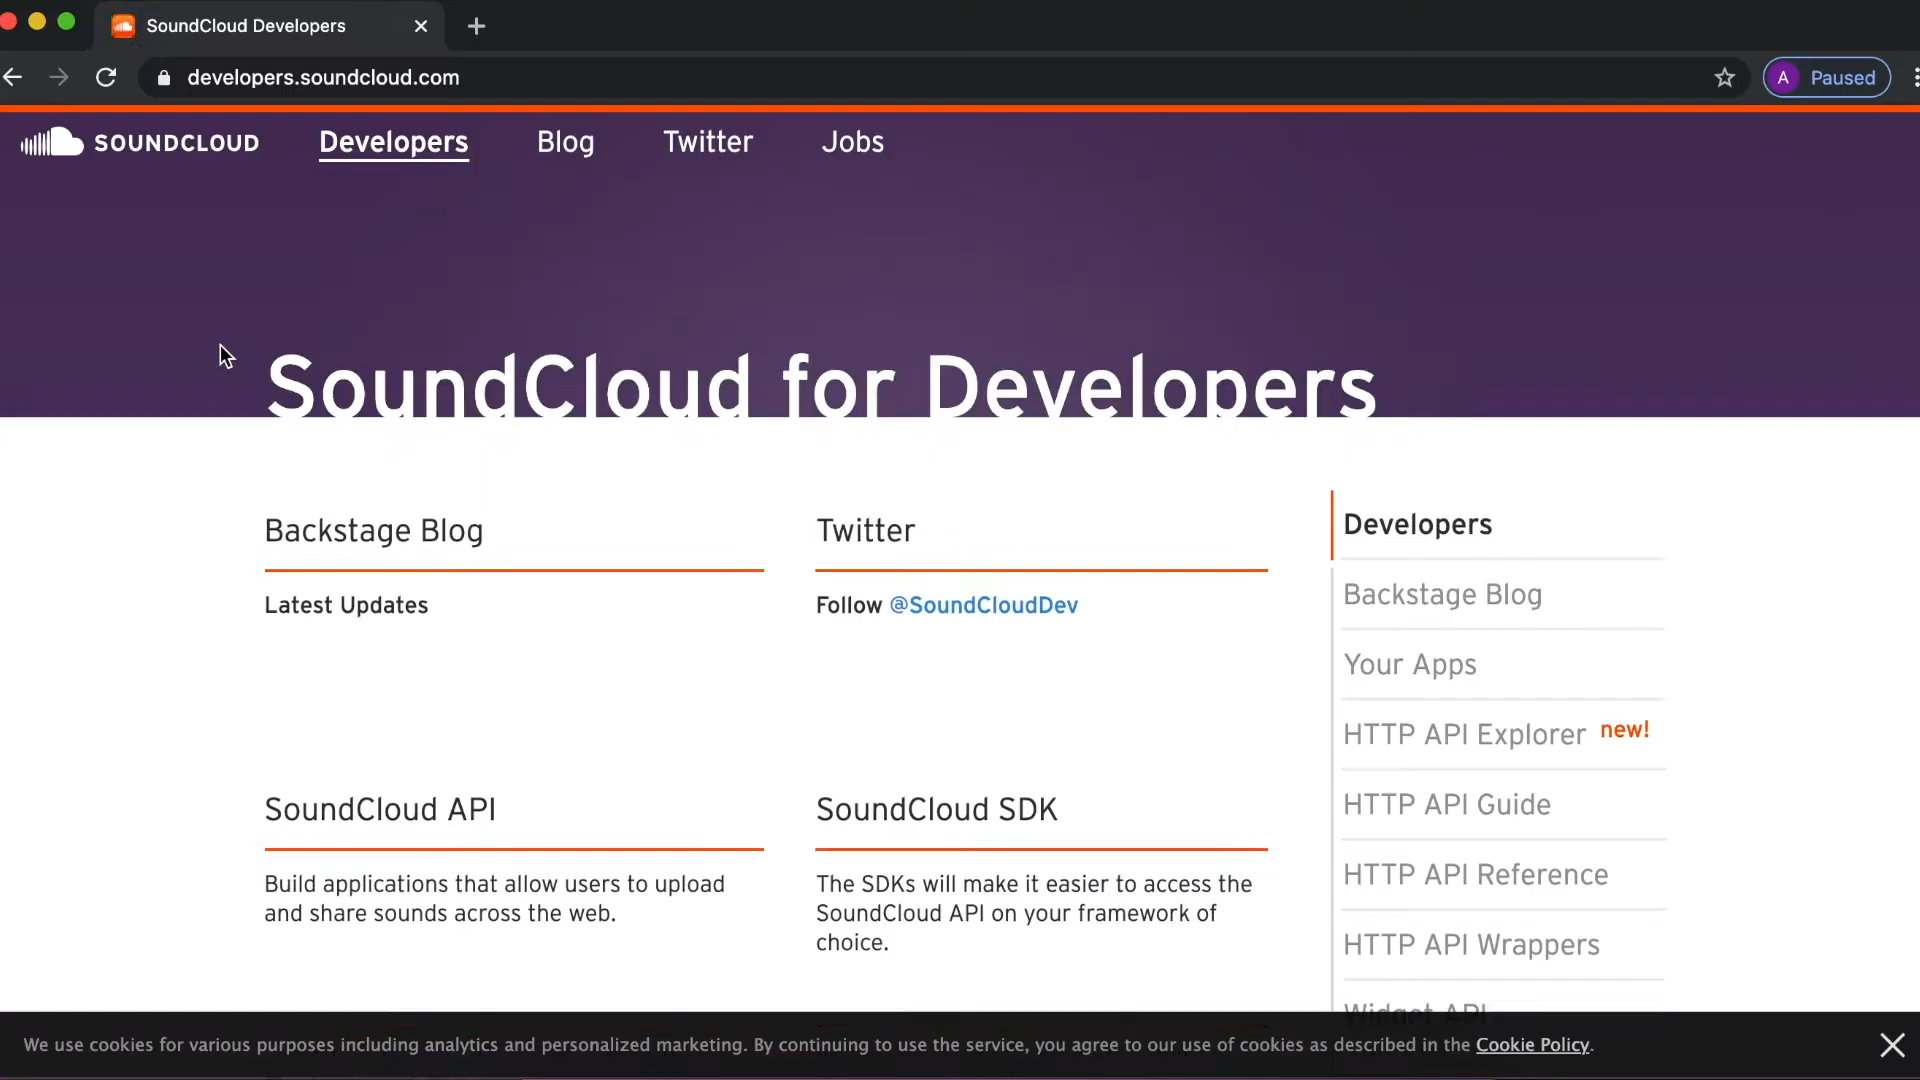 SoundCloud Developers
developers.soundcloud.com
A Paused
SOUNDCLOUD Developers Blog Twitter Jobs
SoundCloud for Developers
Backstage Blog
Latest Updates
Twitter
Follow @SoundCloudDev
SoundCloud API
Build applications that allow users to upload
and share sounds across the web.
SoundCloud SDK
The SDKs will make it easier to access the
SoundCloud API on your framework of
choice.
Developers
Backstage Blog
Your Apps
HTTP API Explorer new!
HTTP API Guide
HTTP API Reference
HTTP API Wrappers
Widget API
We use cookies for various purposes including analytics and personalized marketing. By continuing to use the service, you agree to our use of cookies as described in the Cookie Policy.